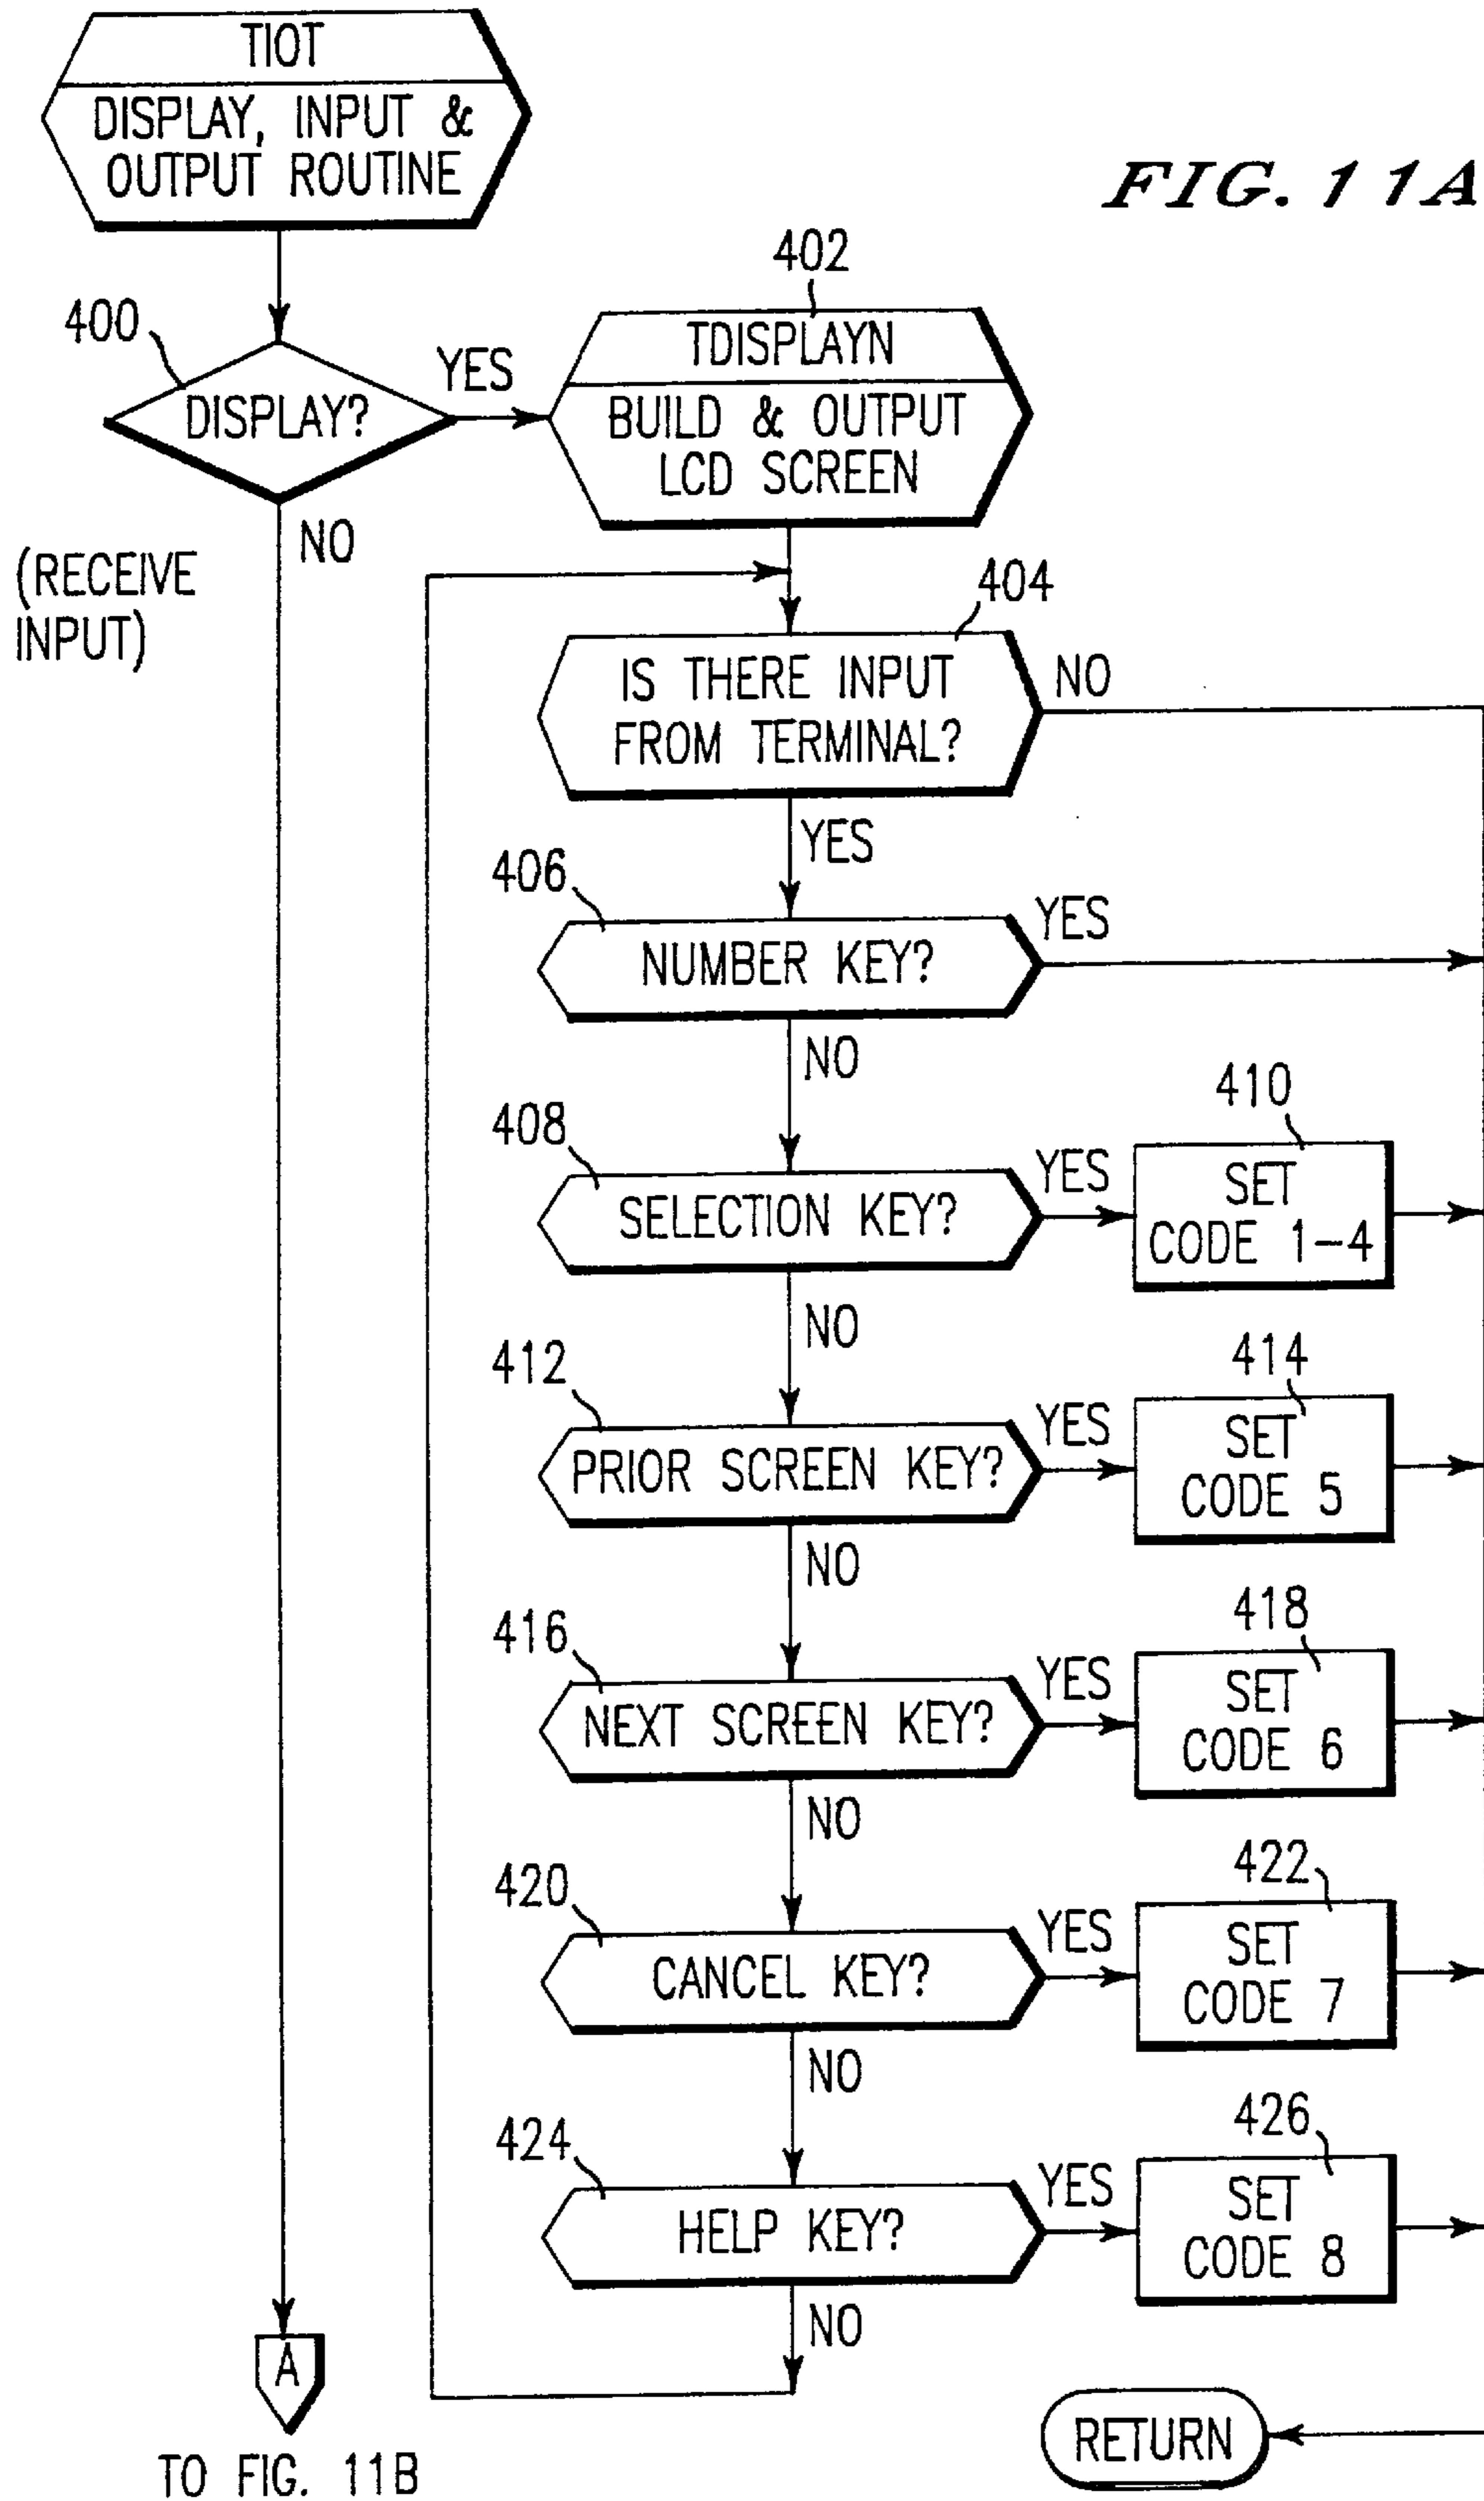 TIOT
DISPLAY, INPUT &
OUTPUT ROUTINE
FIG. 11A
402
400
TDISPLAYN
BUILD & OUTPUT
LCD SCREEN
DISPLAY?
YES
NO
(RECEIVE
INPUT)
404
IS THERE INPUT
FROM TERMINAL?
NO
YES
406
NUMBER KEY?
YES
NO
408
SELECTION KEY?
YES
410
SET
CODE 1-4
NO
412
PRIOR SCREEN KEY?
YES
414
SET
CODE 5
NO
416
NEXT SCREEN KEY?
YES
418
SET
CODE 6
NO
420
CANCEL KEY?
YES
422
SET
CODE 7
NO
424
HELP KEY?
YES
426
SET
CODE 8
NO
A
TO FIG. 11B
RETURN